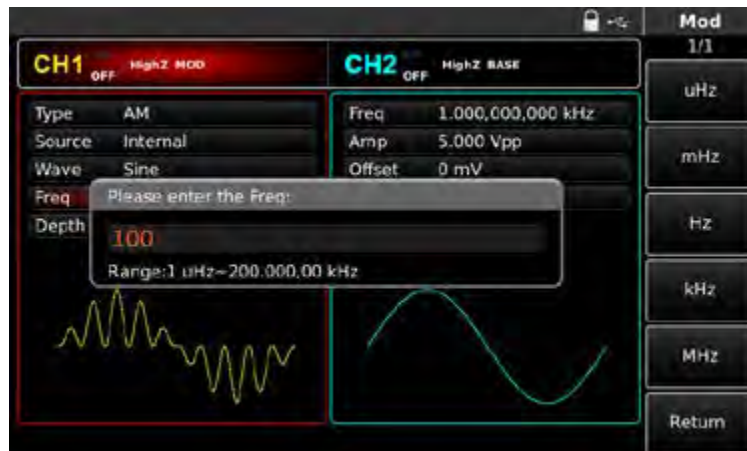 Mod
1/1
CH1 OFF HighZ MOD
CH2 OFF HighZ BASE
uHz
mHz
Hz
kHz
MHz
Return
Type AM
Source Internal
Wave Sine
Freq
Depth
Freq 1.000,000,000 kHz
Amp 5.000 Vpp
Offset 0 mV
Please enter the Freq:
100
Range:1 uHz~200.000,00 kHz